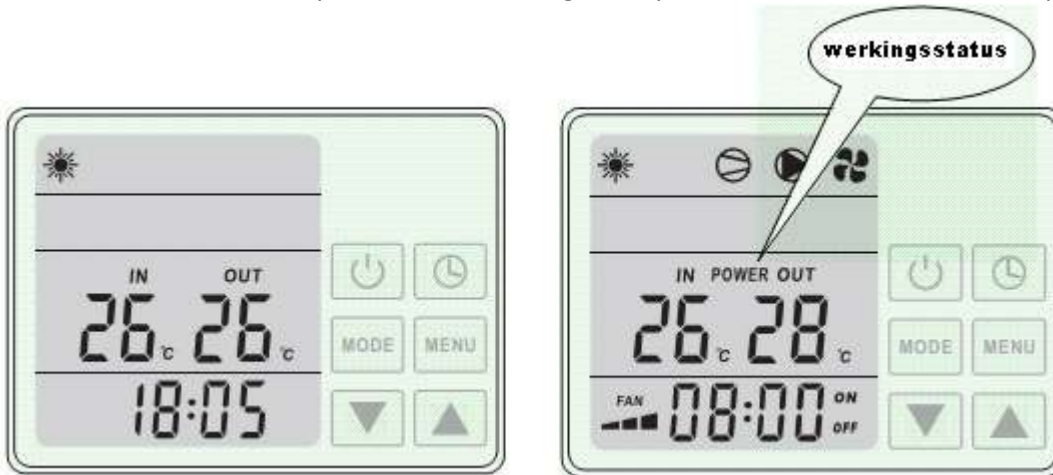 werkingsstatus
IN OUT
26 °C 26 °C
MODE MENU
18:05
IN POWER OUT
26 °C 28 °C
MODE MENU
FAN 08:00 ON
OFF